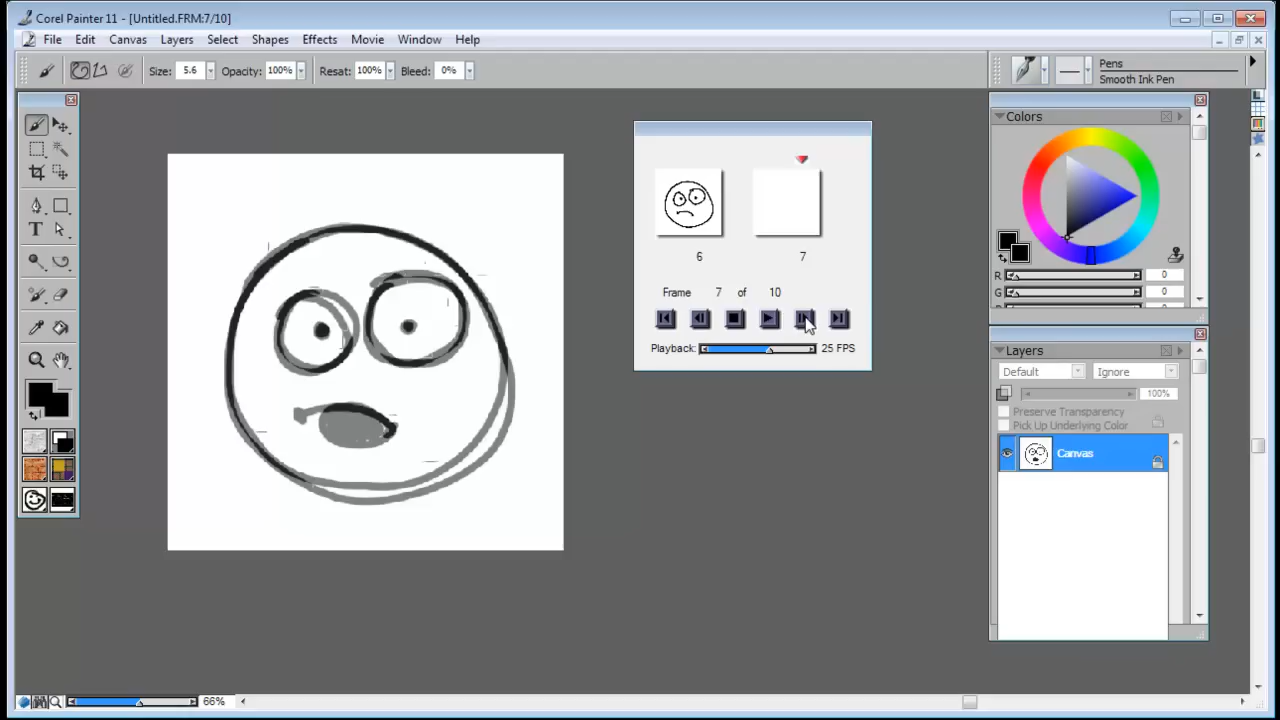 Corel Painter 11 - [Untitled.FRM:7/10]
File Edit Canvas Layers Select Shapes Effects Movie Window Help
Size: 5.6 Opacity: 100% Resat: 100% Bleed: 0%
Pens
Smooth Ink Pen
Colors
R 0
G 0
6 7
Frame 7 of 10
Playback: 25 FPS
Layers
Default Ignore
100%
Preserve Transparency
Pick Up Underlying Color
Canvas
T
66%